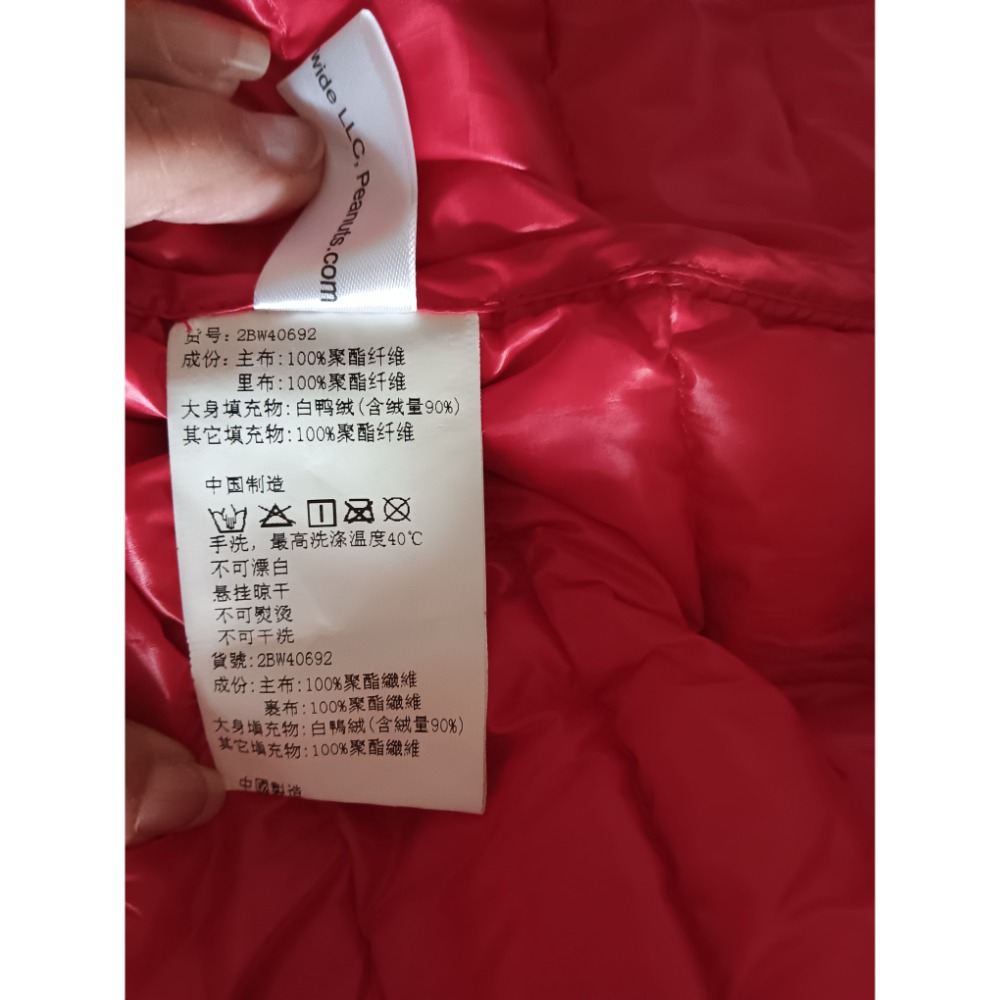 wide LLC, Peanuts.com
货号: 2BW40692
成份: 主布:100%聚酯纤维
里布:100%聚酯纤维
大身填充物:白鸭绒(含绒量90%)
其它填充物:100%聚酯纤维
中国制造
手洗，最高洗涤温度40℃
不可漂白
悬挂晾干
不可熨烫
不可干洗
貨號:2BW40692
成份:主布:100%聚酯纖維
裏布:100%聚酯纖維
大身填充物:白鴨絨(含絨量90%)
其它填充物:100%聚酯纖維
中國製造